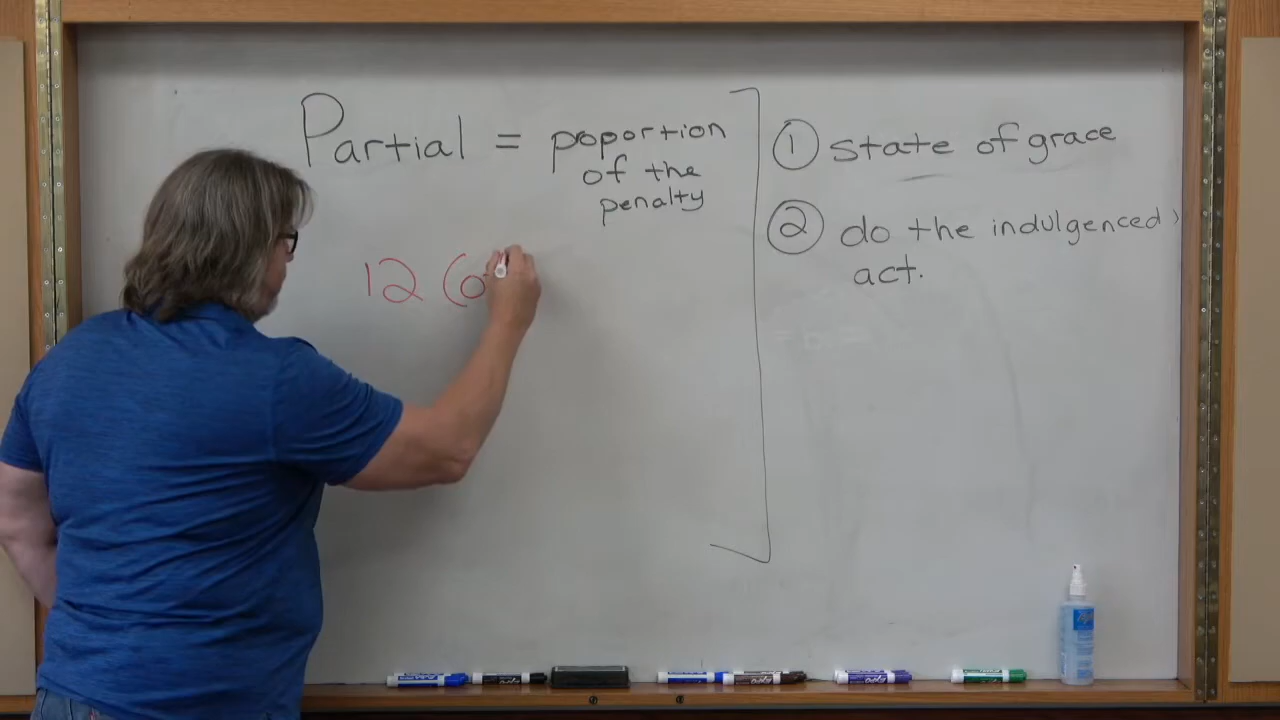 Partial = poportion
of the
penalty
12 (o
① state of grace
② do the indulgenced
act.